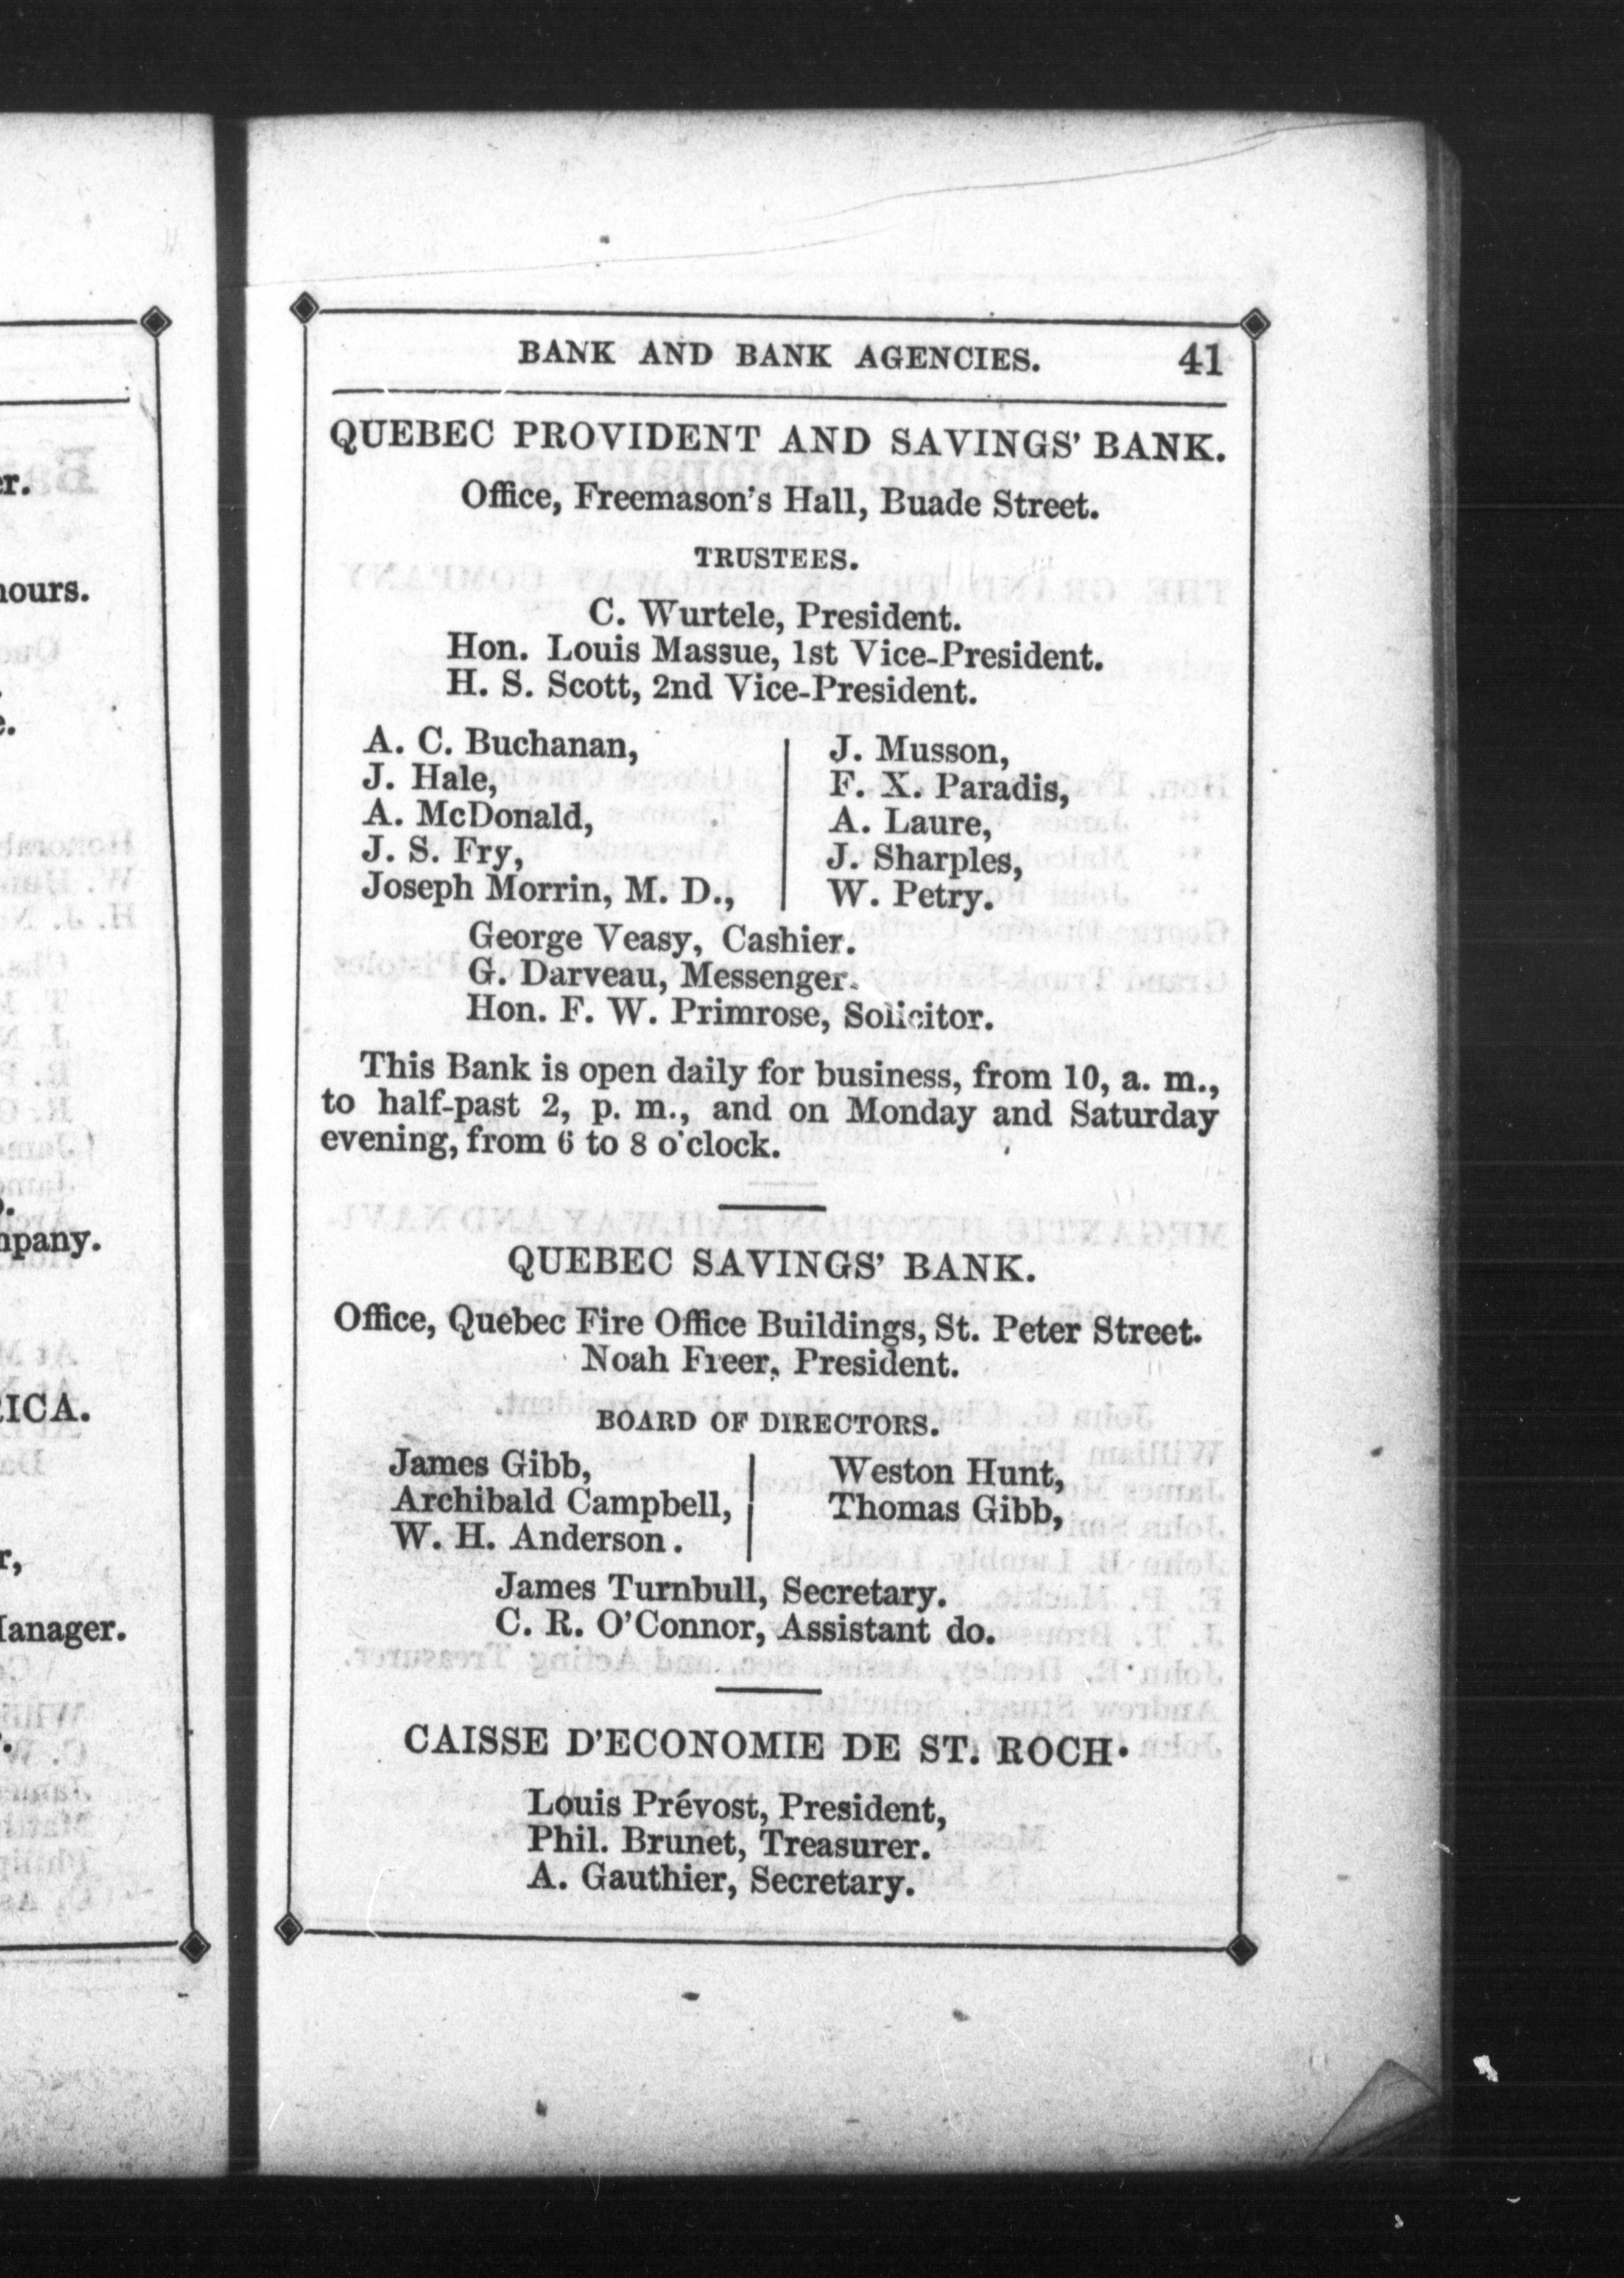 BANK AND BANK AGENCIES. 41
QUEBEC PROVIDENT AND SAVINGS' BANK.
Office, Freemason's Hall, Buade Street.
TRUSTEES.
C. Wurtele, President.
Hon. Louis Massue, 1st Vice-President.
H. S. Scott, 2nd Vice-President.
A. C. Buchanan,
J. Hale,
A. McDonald,
J. S. Fry,
Joseph Morrin, M. D.,
J. Musson,
F. X. Paradis,
A. Laure,
J. Sharples,
W. Petry.
George Veasy, Cashier.
G. Darveau, Messenger.
Hon. F. W. Primrose, Solicitor.
This Bank is open daily for business, from 10, a. m.,
to half-past 2, p. m., and on Monday and Saturday
evening, from 6 to 8 o'clock.
QUEBEC SAVINGS' BANK.
Office, Quebec Fire Office Buildings, St. Peter Street.
Noah Freer, President.
BOARD OF DIRECTORS.
James Gibb,
Archibald Campbell,
W. H. Anderson.
Weston Hunt,
Thomas Gibb,
James Turnbull, Secretary.
C. R. O'Connor, Assistant do.
CAISSE D'ECONOMIE DE ST. ROCH.
Louis Prévost, President,
Phil. Brunet, Treasurer.
A. Gauthier, Secretary.